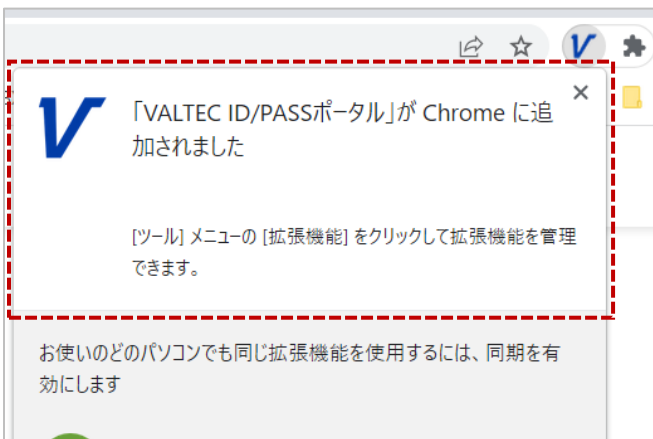 「VALTEC ID/PASSポータル」が Chrome に追
加されました
[ツール] メニューの [拡張機能] をクリックして拡張機能を管理
できます。
お使いのどのパソコンでも同じ拡張機能を使用するには、同期を有
効にします